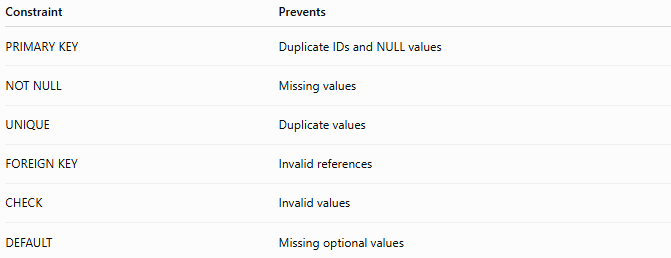 Constraint Prevents
PRIMARY KEY Duplicate IDs and NULL values
NOT NULL Missing values
UNIQUE Duplicate values
FOREIGN KEY Invalid references
CHECK Invalid values
DEFAULT Missing optional values